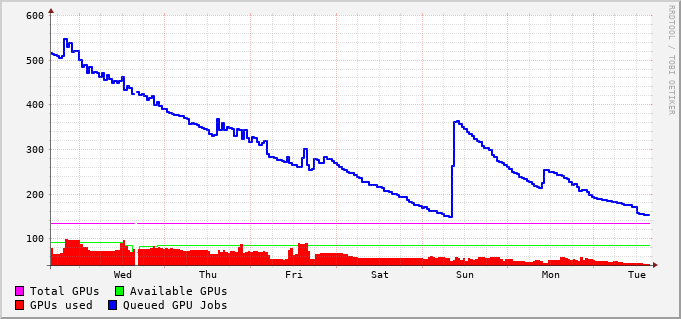 600
500
400
300
200
100
Wed Thu Fri Sat Sun Mon Tue
Total GPUs Available GPUs
GPUs used Queued GPU Jobs
RRDTOOL / TOBI OETIKER